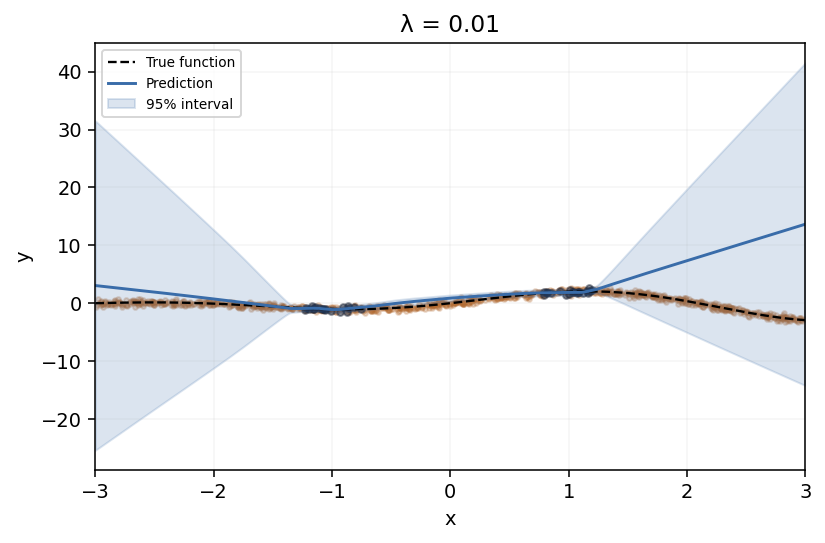 λ = 0.01
True function
Prediction
95% interval
y
40
30
20
10
0
−10
−20
−3 −2 −1 0 1 2 3
x